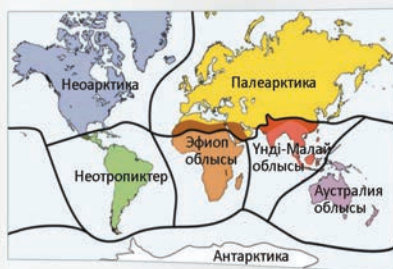 Неоарктика
Палеарктика
Эфиоп
облысы
Үнді-Малай
облысы
Неотропиктер
Аустралия
облысы
Антарктика